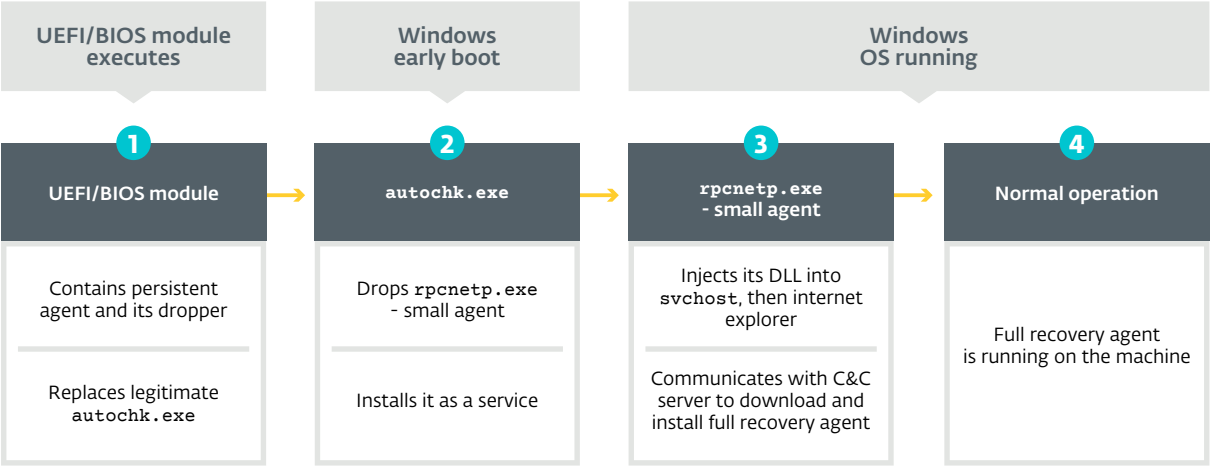 UEFI/BIOS module
executes
Windows
early boot
Windows
OS running
1
2
3
4
UEFI/BIOS module
autochk.exe
rpcnetp.exe
- small agent
Normal operation
Contains persistent
agent and its dropper
Replaces legitimate
autochk.exe
Drops rpcnetp.exe
- small agent
Installs it as a service
Injects its DLL into
svchost, then internet
explorer
Communicates with C&C
server to download and
install full recovery agent
Full recovery agent
is running on the machine